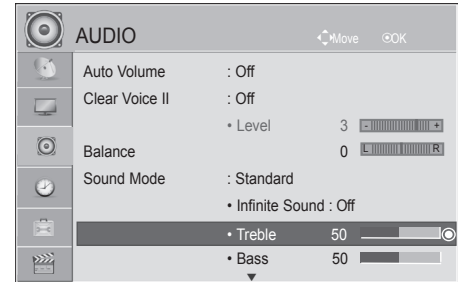 AUDIO Move OK
Auto Volume : Off
Clear Voice II : Off
• Level 3 - +
Balance 0 L R
Sound Mode : Standard
• Infinite Sound : Off
• Treble 50
• Bass 50